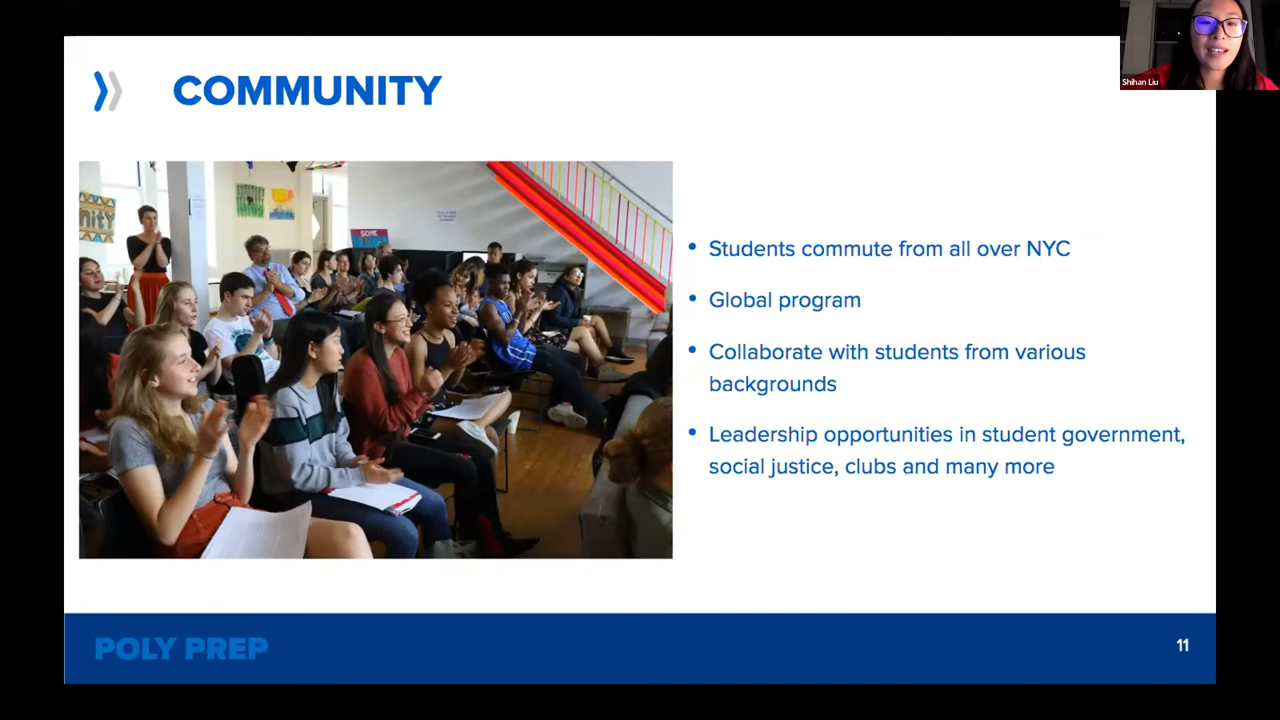 Shihan Liu
COMMUNITY
SOME
Students commute from all over NYC
Global program
Collaborate with students from various
backgrounds
Leadership opportunities in student government,
social justice, clubs and many more
POLY PREP
11